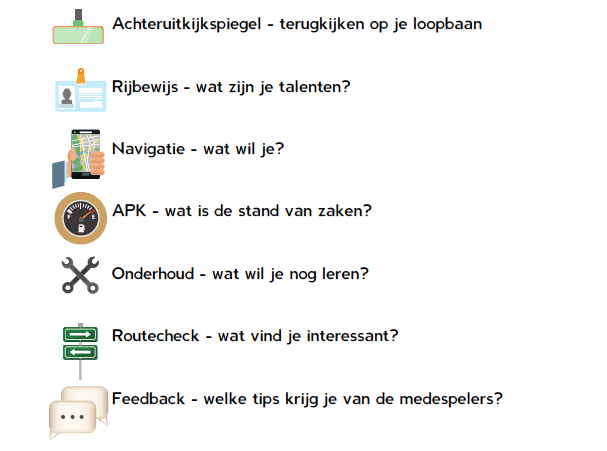 Achteruitkijkspiegel - terugkijken op je loopbaan
Rijbewijs - wat zijn je talenten?
Navigatie - wat wil je?
APK - wat is de stand van zaken?
Onderhoud - wat wil je nog leren?
Routecheck - wat vind je interessant?
Feedback - welke tips krijg je van de medespelers?